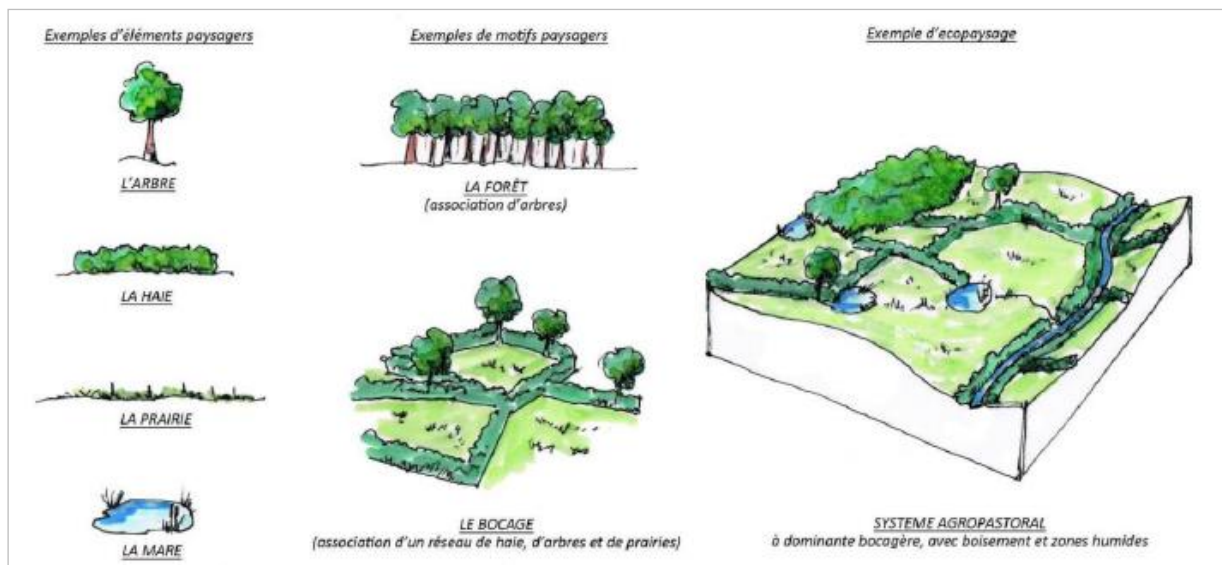 Exemples d'éléments paysagers
L'ARBRE
LA HAIE
LA PRAIRIE
LA MARE
Exemples de motifs paysagers
LA FORÊT
(association d'arbres)
LE BOCAGE
(association d'un réseau de haie, d'arbres et de prairies)
Exemple d'ecopaysage
SYSTEME AGROPASTORAL
à dominante bocagère, avec boisement et zones humides